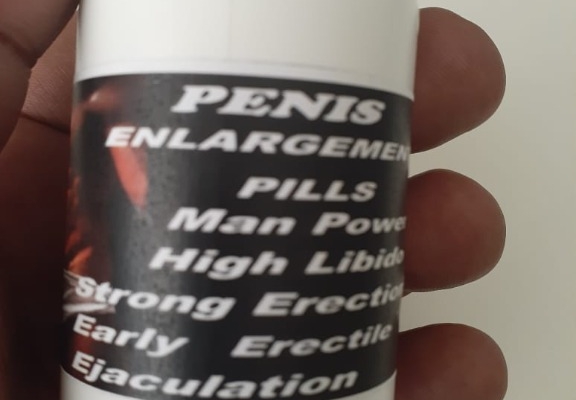 PENIS
ENLARGEMEN
PILLS
Man Powe
High Libido
Strong Erectio
Early Erectile
Ejaculation